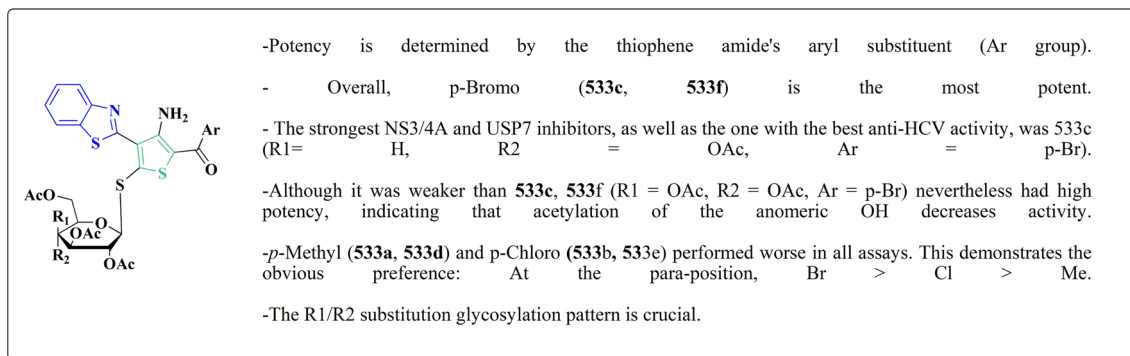 -Potency is determined by the thiophene amide's aryl substituent (Ar group).
- Overall, p-Bromo (533c, 533f) is the most potent.
- The strongest NS3/4A and USP7 inhibitors, as well as the one with the best anti-HCV activity, was 533c
(R1= H, R2 = OAc, Ar = p-Br).
-Although it was weaker than 533c, 533f (R1 = OAc, R2 = OAc, Ar = p-Br) nevertheless had high
potency, indicating that acetylation of the anomeric OH decreases activity.
-p-Methyl (533a, 533d) and p-Chloro (533b, 533e) performed worse in all assays. This demonstrates the
obvious preference: At the para-position, Br > Cl > Me.
-The R1/R2 substitution glycosylation pattern is crucial.
N
NH2
Ar
S
O
S
S
AcO
R1
O
OAc
R2
OAc